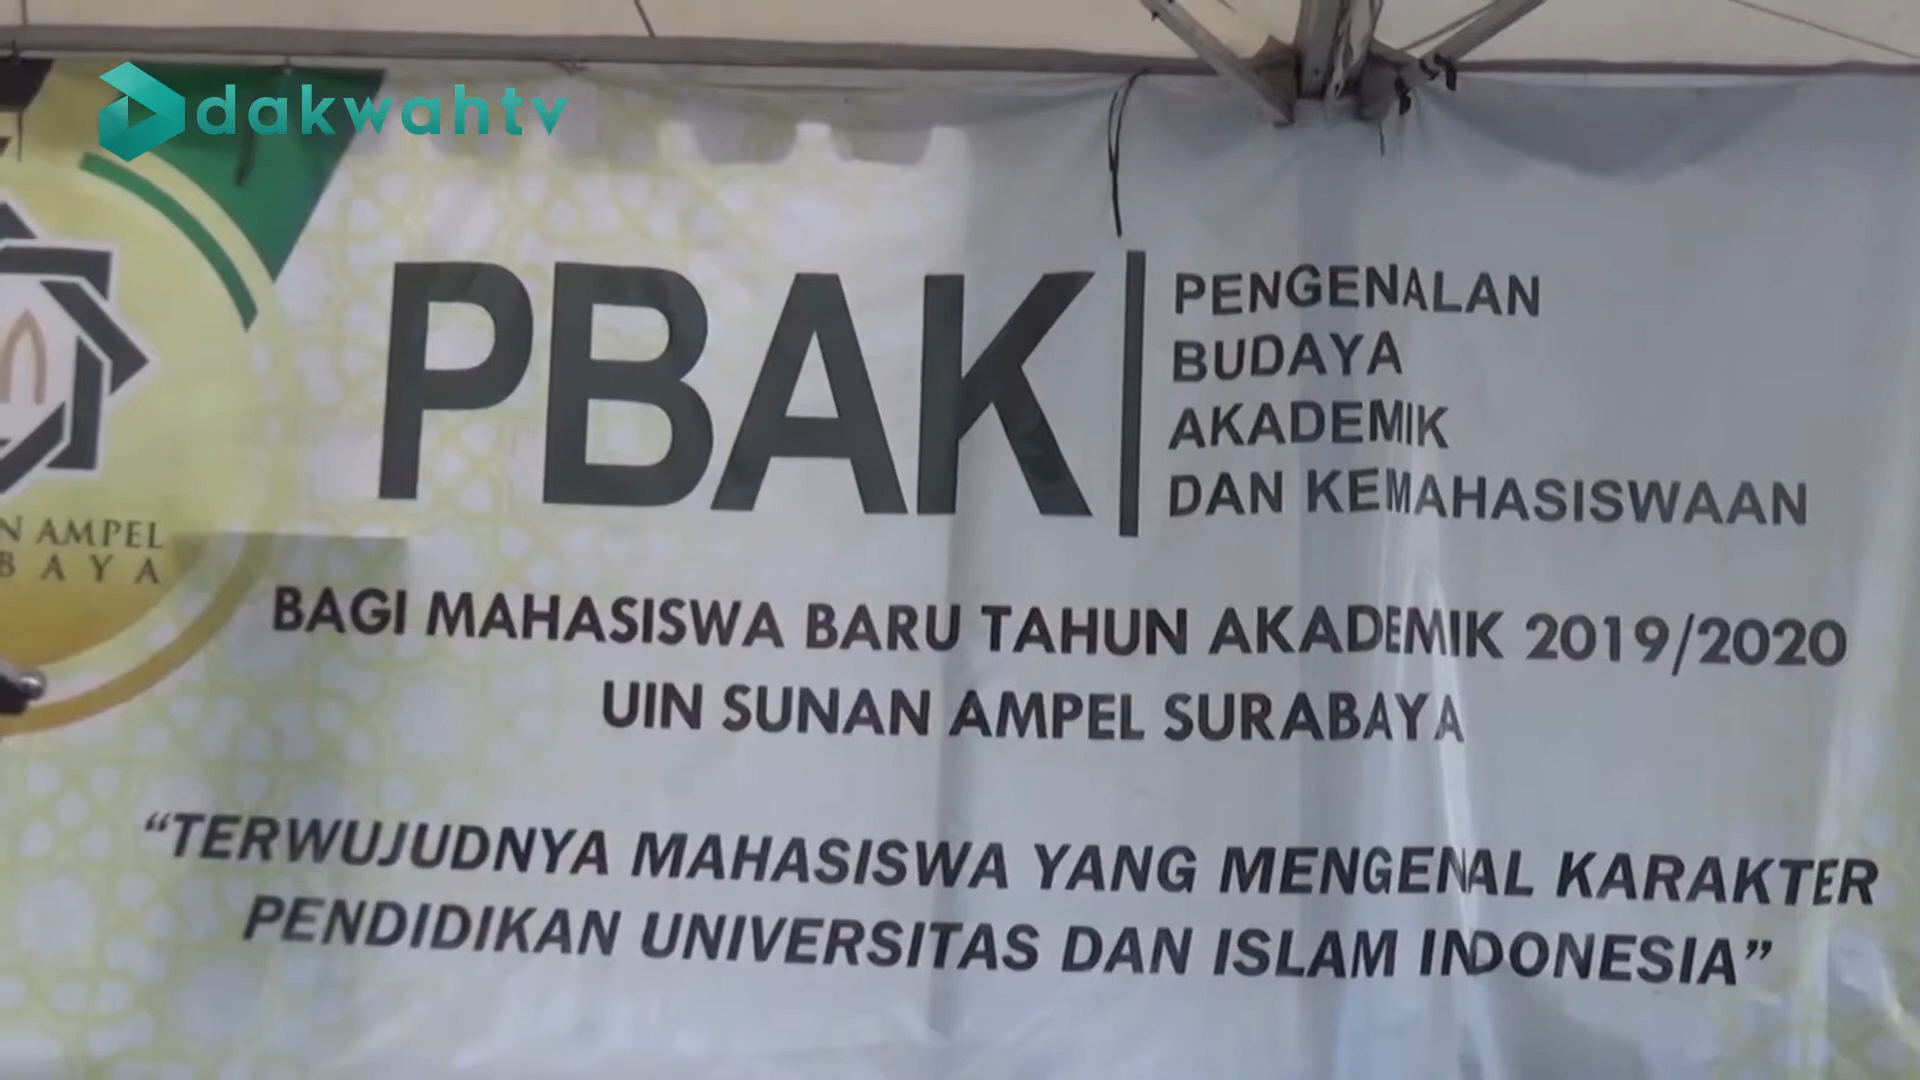 dakwahtv
PBAK
PENGENALAN
BUDAYA
AKADEMIK
DAN KEMAHASISWAAN
AMPEL
BAGI MAHASISWA BARU TAHUN AKADEMIK 2019/2020
UIN SUNAN AMPEL SURABAYA
“TERWUJUDNYA MAHASISWA YANG MENGENAL KARAKTER
PENDIDIKAN UNIVERSITAS DAN ISLAM INDONESIA”